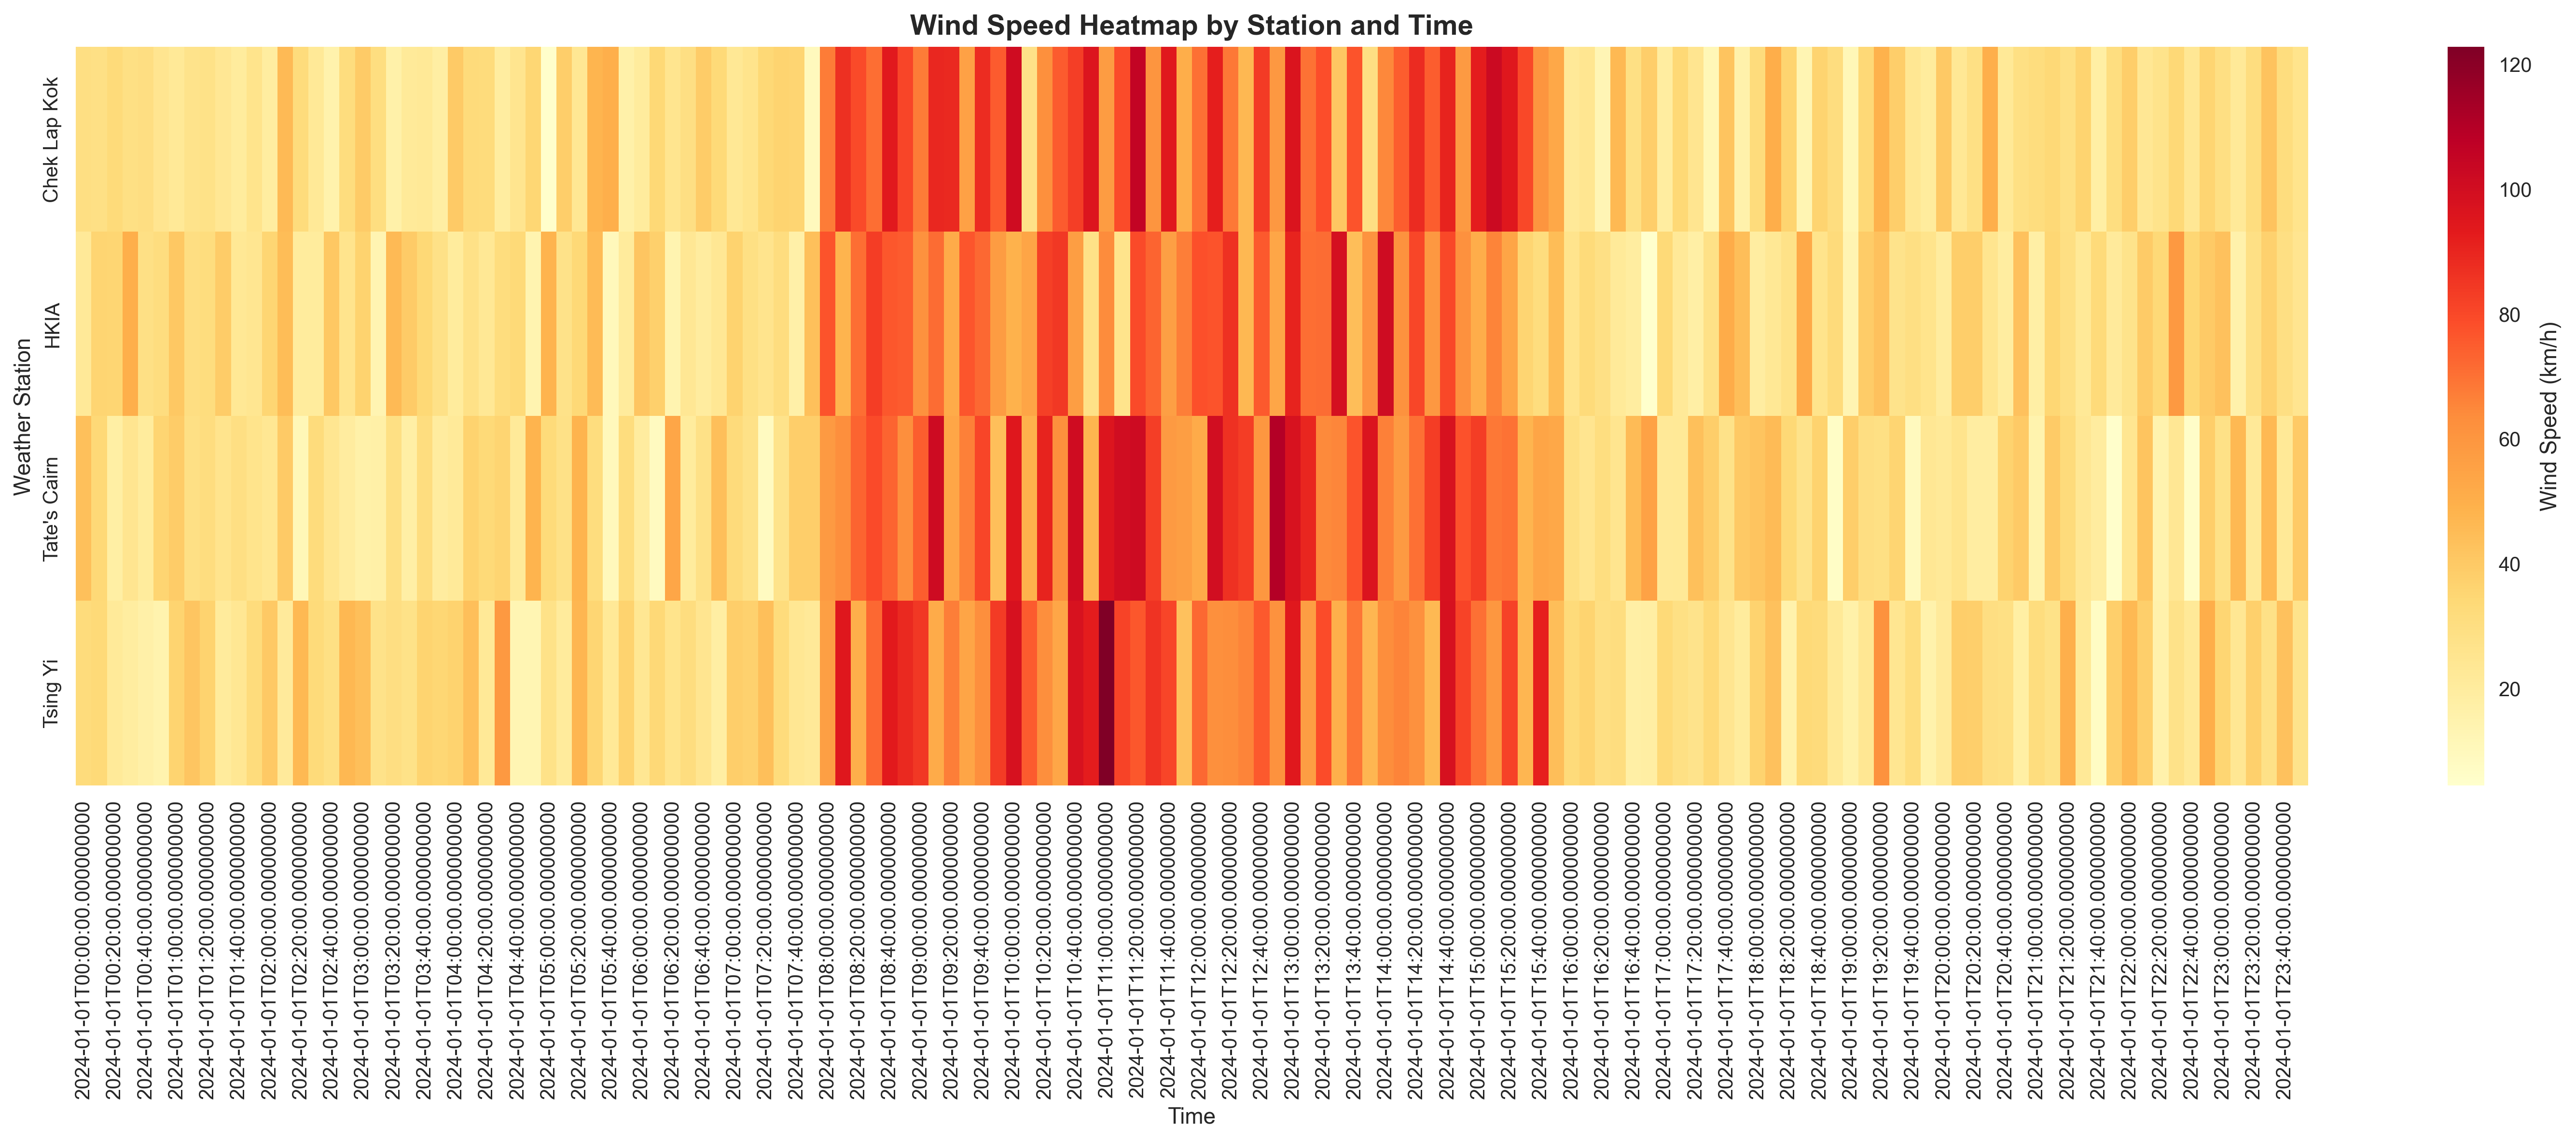 Wind Speed Heatmap by Station and Time
Weather Station
Chek Lap Kok
HKIA
Tate's Cairn
Tsing Yi
2024-01-01T00:00:00.000000000
2024-01-01T00:20:00.000000000
2024-01-01T00:40:00.000000000
2024-01-01T01:00:00.000000000
2024-01-01T01:20:00.000000000
2024-01-01T01:40:00.000000000
2024-01-01T02:00:00.000000000
2024-01-01T02:20:00.000000000
2024-01-01T02:40:00.000000000
2024-01-01T03:00:00.000000000
2024-01-01T03:20:00.000000000
2024-01-01T03:40:00.000000000
2024-01-01T04:00:00.000000000
2024-01-01T04:20:00.000000000
2024-01-01T04:40:00.000000000
2024-01-01T05:00:00.000000000
2024-01-01T05:20:00.000000000
2024-01-01T05:40:00.000000000
2024-01-01T06:00:00.000000000
2024-01-01T06:20:00.000000000
2024-01-01T06:40:00.000000000
2024-01-01T07:00:00.000000000
2024-01-01T07:20:00.000000000
2024-01-01T07:40:00.000000000
2024-01-01T08:00:00.000000000
2024-01-01T08:20:00.000000000
2024-01-01T08:40:00.000000000
2024-01-01T09:00:00.000000000
2024-01-01T09:20:00.000000000
2024-01-01T09:40:00.000000000
2024-01-01T10:00:00.000000000
2024-01-01T10:20:00.000000000
2024-01-01T10:40:00.000000000
2024-01-01T11:00:00.000000000
2024-01-01T11:20:00.000000000
2024-01-01T11:40:00.000000000
2024-01-01T12:00:00.000000000
2024-01-01T12:20:00.000000000
2024-01-01T12:40:00.000000000
2024-01-01T13:00:00.000000000
2024-01-01T13:20:00.000000000
2024-01-01T13:40:00.000000000
2024-01-01T14:00:00.000000000
2024-01-01T14:20:00.000000000
2024-01-01T14:40:00.000000000
2024-01-01T15:00:00.000000000
2024-01-01T15:20:00.000000000
2024-01-01T15:40:00.000000000
2024-01-01T16:00:00.000000000
2024-01-01T16:20:00.000000000
2024-01-01T16:40:00.000000000
2024-01-01T17:00:00.000000000
2024-01-01T17:20:00.000000000
2024-01-01T17:40:00.000000000
2024-01-01T18:00:00.000000000
2024-01-01T18:20:00.000000000
2024-01-01T18:40:00.000000000
2024-01-01T19:00:00.000000000
2024-01-01T19:20:00.000000000
2024-01-01T19:40:00.000000000
2024-01-01T20:00:00.000000000
2024-01-01T20:20:00.000000000
2024-01-01T20:40:00.000000000
2024-01-01T21:00:00.000000000
2024-01-01T21:20:00.000000000
2024-01-01T21:40:00.000000000
2024-01-01T22:00:00.000000000
2024-01-01T22:20:00.000000000
2024-01-01T22:40:00.000000000
2024-01-01T23:00:00.000000000
2024-01-01T23:20:00.000000000
2024-01-01T23:40:00.000000000
Time
120
100
80
60
40
20
Wind Speed (km/h)